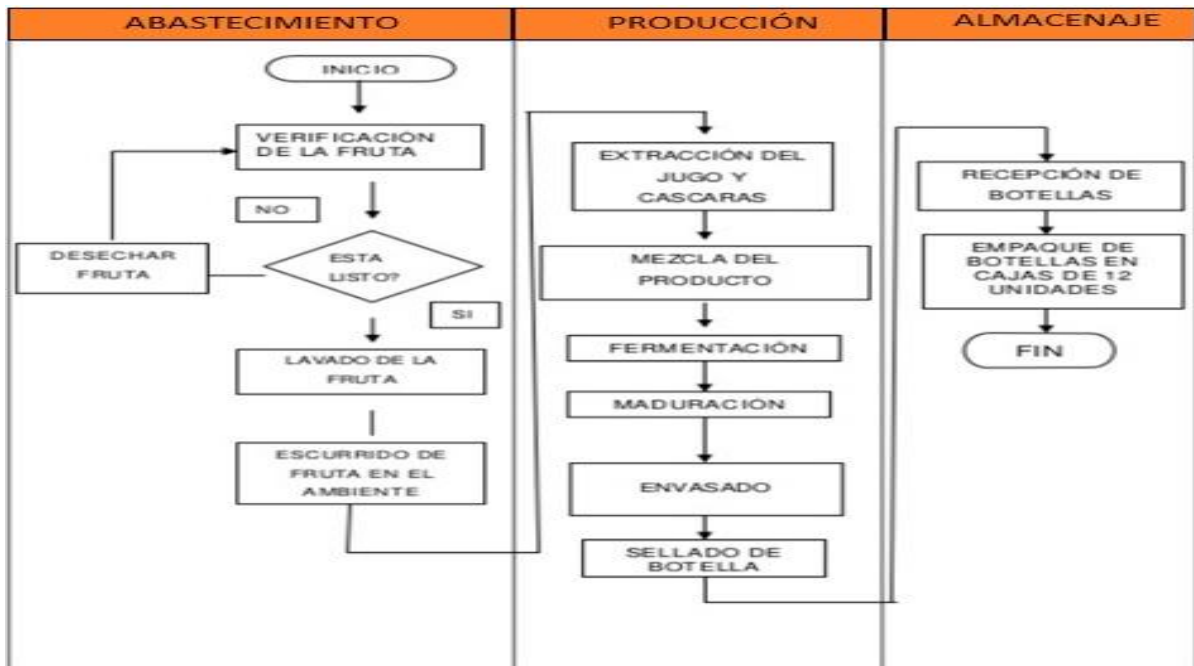 ABASTECIMIENTO
INICIO
VERIFICACIÓN
DE LA FRUTA
NO
DESECHAR
FRUTA
ESTA
LISTO?
SI
LAVADO DE LA
FRUTA
ESCURRIDO DE
FRUTA EN EL
AMBIENTE
PRODUCCIÓN
EXTRACCIÓN DEL
JUGO Y
CASCARAS
MEZCLA DEL
PRODUCTO
FERMENTACIÓN
MADURACIÓN
ENVASADO
SELLADO DE
BOTELLA
ALMACENAJE
RECEPCIÓN DE
BOTELLAS
EMPAQUE DE
BOTELLAS EN
CAJAS DE 12
UNIDADES
FIN